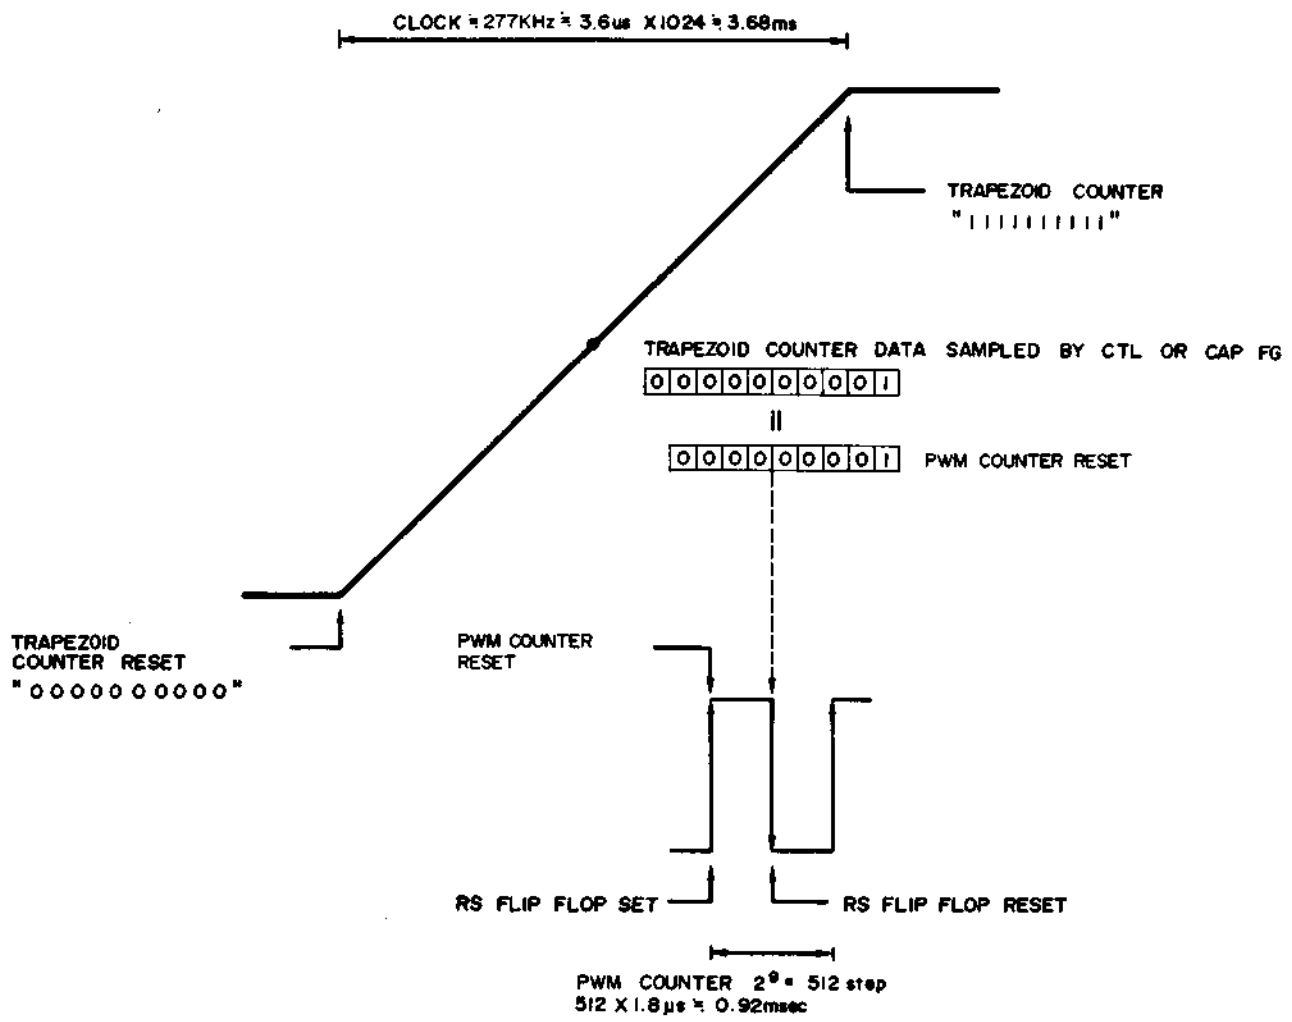 CLOCK ≒ 277KHz ≒ 3.6us X1024 ≒ 3.68ms
TRAPEZOID COUNTER
"1111111111"
TRAPEZOID COUNTER DATA SAMPLED BY CTL OR CAP FG
0 0 0 0 0 0 0 0 0 1
=
0 0 0 0 0 0 0 0 1 PWM COUNTER RESET
TRAPEZOID
COUNTER RESET
"0000000000"
PWM COUNTER
RESET
RS FLIP FLOP SET
RS FLIP FLOP RESET
PWM COUNTER 2⁹ = 512 step
512 X 1.8µs ≒ 0.92msec